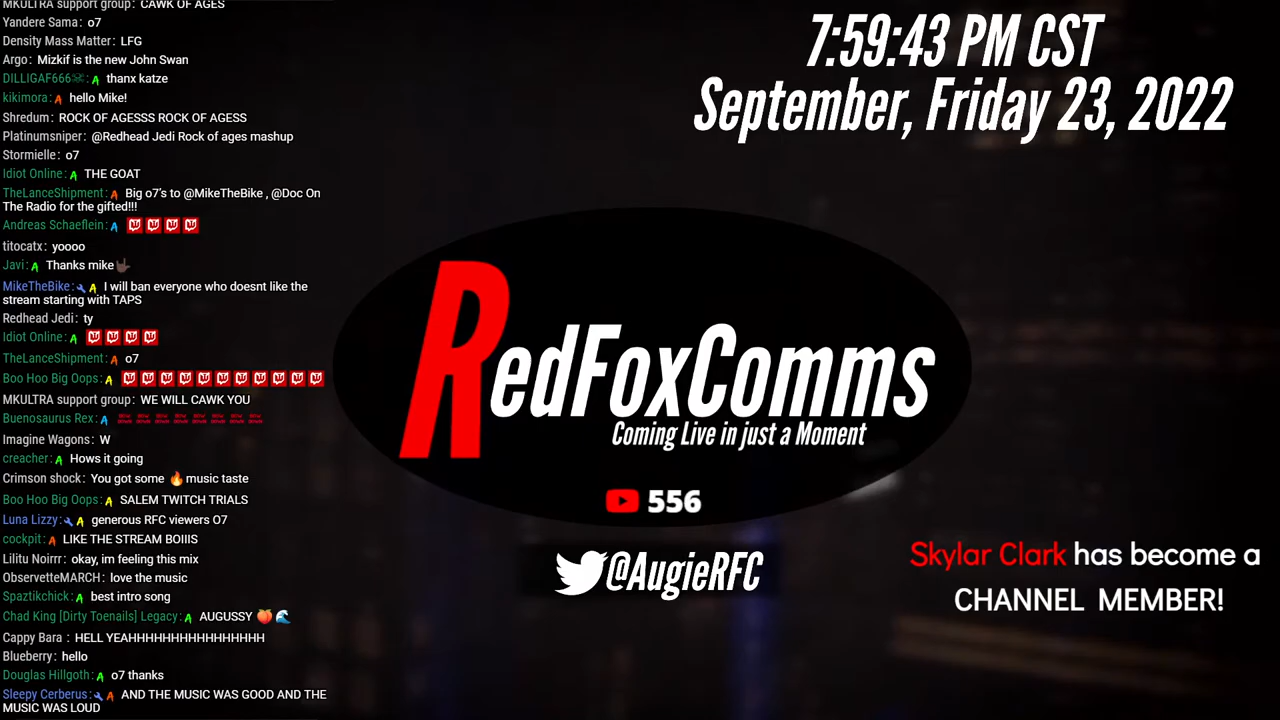 MKULTRA support group: CAWK OF AGES
Yandere Sama: o7
Density Mass Matter: LFG
Argo: Mizkif is the new John Swan
DILLIGAF666: thanx katze
kikimora: hello Mike!
Shredum: ROCK OF AGESSS ROCK OF AGESS
Platinumsniper: @Redhead Jedi Rock of ages mashup
Stormielle: o7
Idiot Online: THE GOAT
TheLanceShipment: Big o7's to @MikeTheBike , @Doc On
The Radio for the gifted!!!
Andreas Schaeflein:
titocatx: yoooo
Javi: Thanks mike🤘🏿
MikeTheBike: I will ban everyone who doesnt like the
stream starting with TAPS
Redhead Jedi: ty
Idiot Online:
TheLanceShipment: o7
Boo Hoo Big Oops:
MKULTRA support group: WE WILL CAWK YOU
Buenosaurus Rex:
Imagine Wagons: W
creacher: Hows it going
Crimson shock: You got some 🔥music taste
Boo Hoo Big Oops: SALEM TWITCH TRIALS
Luna Lizzy: generous RFC viewers O7
cockpit: LIKE THE STREAM BOIIIS
Lilitu Noirrr: okay, im feeling this mix
ObservetteMARCH: love the music
Spaztikchick: best intro song
Chad King [Dirty Toenails] Legacy: AUGUSSY 🍑🌊
Cappy Bara : HELL YEAHHHHHHHHHHHHHHHH
Blueberry: hello
Douglas Hillgoth: o7 thanks
Sleepy Cerberus: AND THE MUSIC WAS GOOD AND THE
MUSIC WAS LOUD
7:59:43 PM CST
September, Friday 23, 2022
RedFoxComms
Coming Live in just a Moment
556
@AugieRFC
Skylar Clark has become a
CHANNEL MEMBER!